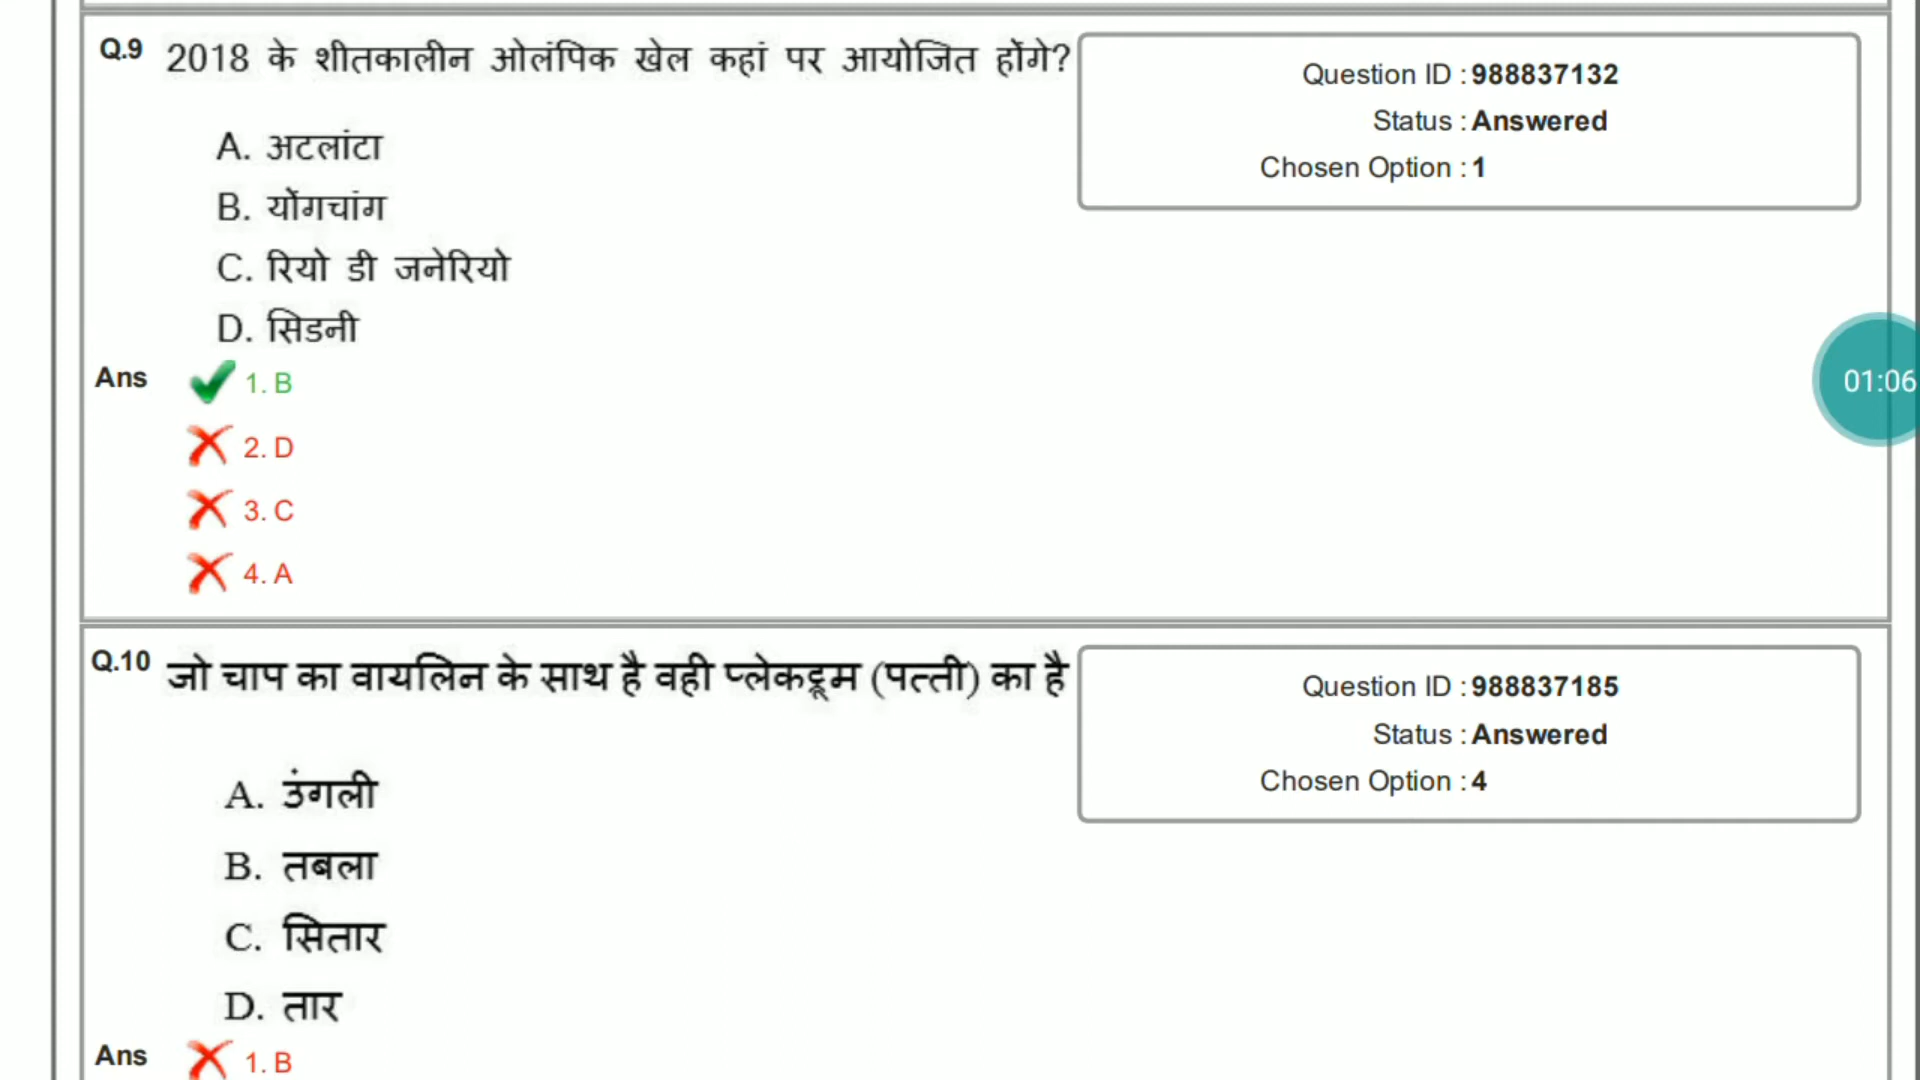 Q.9 2018 के शीतकालीन ओलंपिक खेल कहां पर आयोजित होंगे?
Question ID : 988837132
Status : Answered
Chosen Option : 1
A. अटलांटा
B. योंगचांग
C. रियो डी जनेरियो
D. सिडनी
Ans 1. B
2. D
3. C
4. A
01:06
Q.10 जो चाप का वायलिन के साथ है वही प्लेकट्रूम (पत्ती) का है
Question ID : 988837185
Status : Answered
Chosen Option : 4
A. उंगली
B. तबला
C. सितार
D. तार
Ans 1. B